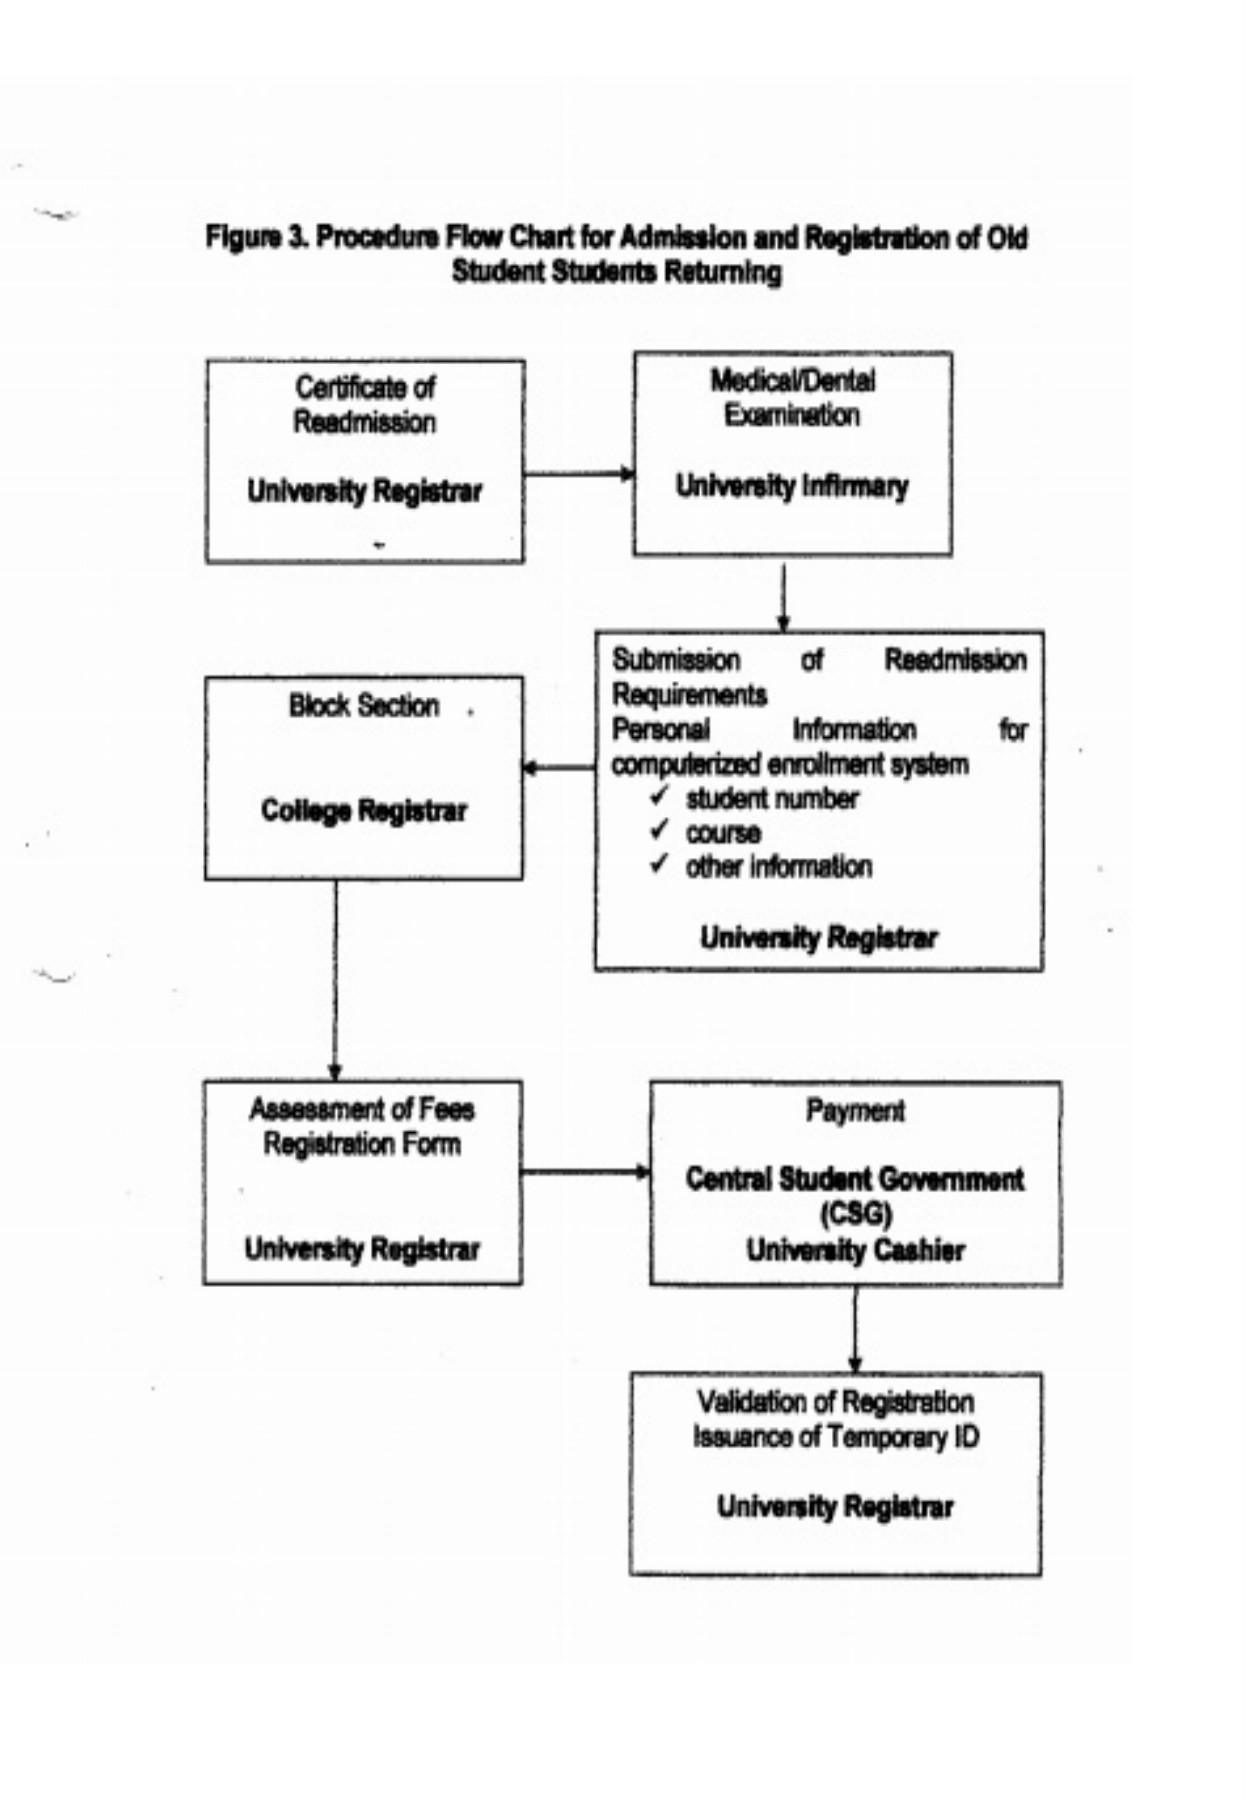 Figure 3. Procedure Flow Chart for Admission and Registration of Old
Student Students Returning
Certificate of
Readmission
University Registrar
Medical/Dental
Examination
University Infirmary
Submission of Readmission
Requirements
Personal Information for
computerized enrollment system
✓ student number
✓ course
✓ other information
University Registrar
Block Section
College Registrar
Assessment of Fees
Registration Form
University Registrar
Payment
Central Student Government
(CSG)
University Cashier
Validation of Registration
Issuance of Temporary ID
University Registrar